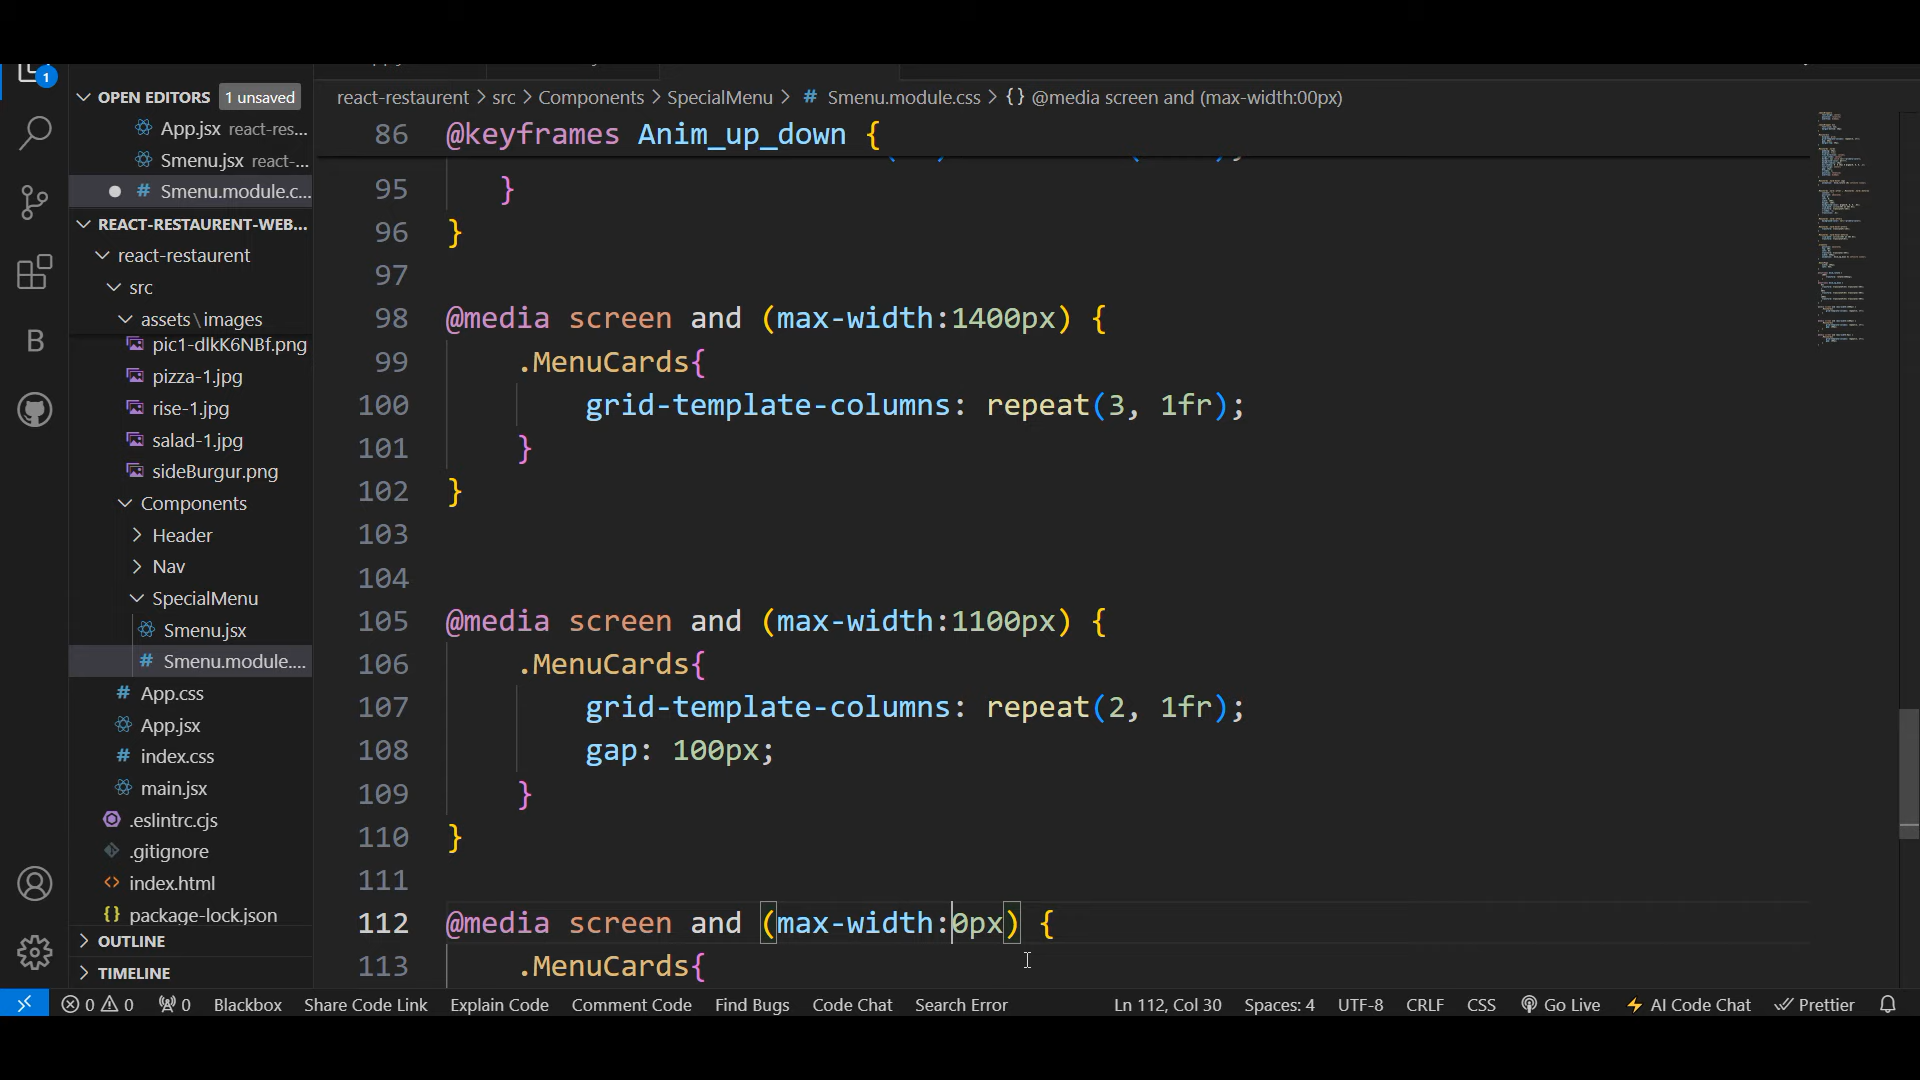 1
OPEN EDITORS 1 unsaved
App.jsx react-res...
Smenu.jsx react-...
# Smenu.module.c...
REACT-RESTAURENT-WEB...
react-restaurent
src
assets\images
pic1-dlkK6NBf.png
pizza-1.jpg
rise-1.jpg
salad-1.jpg
sideBurgur.png
Components
Header
Nav
SpecialMenu
Smenu.jsx
# Smenu.module....
# App.css
App.jsx
# index.css
main.jsx
.eslintrc.cjs
.gitignore
<> index.html
{} package-lock.json
OUTLINE
TIMELINE
react-restaurent > src > Components > SpecialMenu > # Smenu.module.css > {} @media screen and (max-width:00px)
86 @keyframes Anim_up_down {
95 }
96 }
97
98 @media screen and (max-width:1400px) {
99 .MenuCards{
100 grid-template-columns: repeat(3, 1fr);
101 }
102 }
103
104
105 @media screen and (max-width:1100px) {
106 .MenuCards{
107 grid-template-columns: repeat(2, 1fr);
108 gap: 100px;
109 }
110 }
111
112 @media screen and (max-width:0px) {
113 .MenuCards{
0 0 0 Blackbox Share Code Link Explain Code Comment Code Find Bugs Code Chat Search Error Ln 112, Col 30 Spaces: 4 UTF-8 CRLF CSS Go Live AI Code Chat Prettier